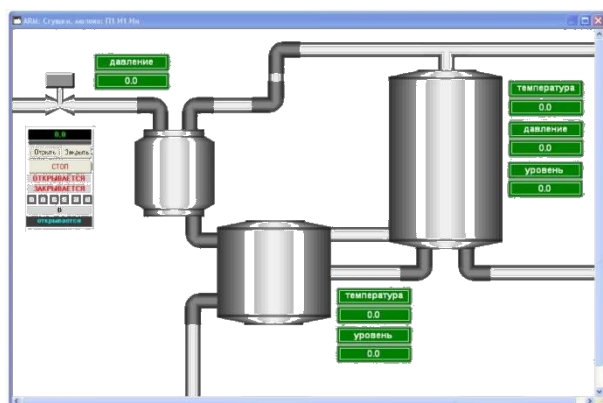 давление
0.0
температура
0.0
давление
0.0
уровень
0.0
0.0
Открыть Закрыть
СТОП
ОТКРЫВАЕТСЯ
ЗАКРЫВАЕТСЯ
0
открывается
температура
0.0
уровень
0.0